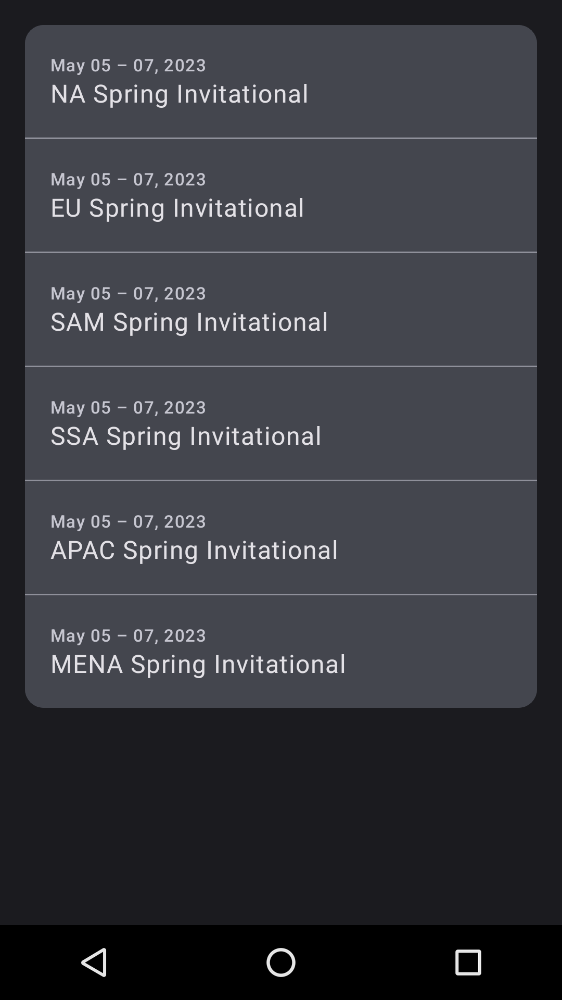 May 05 – 07, 2023
NA Spring Invitational
May 05 – 07, 2023
EU Spring Invitational
May 05 – 07, 2023
SAM Spring Invitational
May 05 – 07, 2023
SSA Spring Invitational
May 05 – 07, 2023
APAC Spring Invitational
May 05 – 07, 2023
MENA Spring Invitational